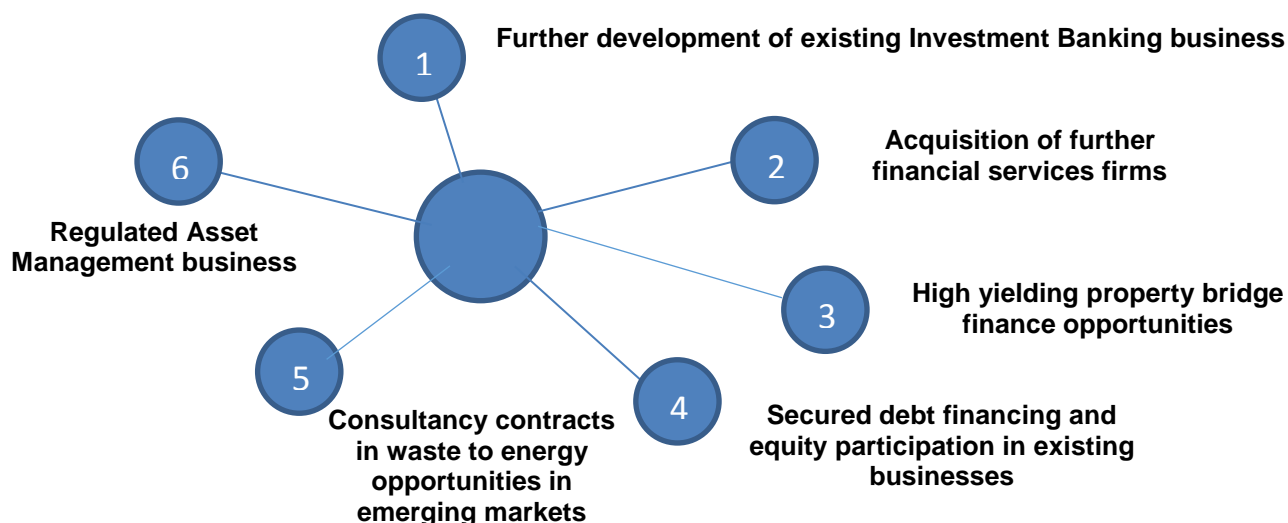 1
Further development of existing Investment Banking business
2
Acquisition of further
financial services firms
3
High yielding property bridge
finance opportunities
4
Secured debt financing and
equity participation in existing
businesses
5
Consultancy contracts
in waste to energy
opportunities in
emerging markets
6
Regulated Asset
Management business